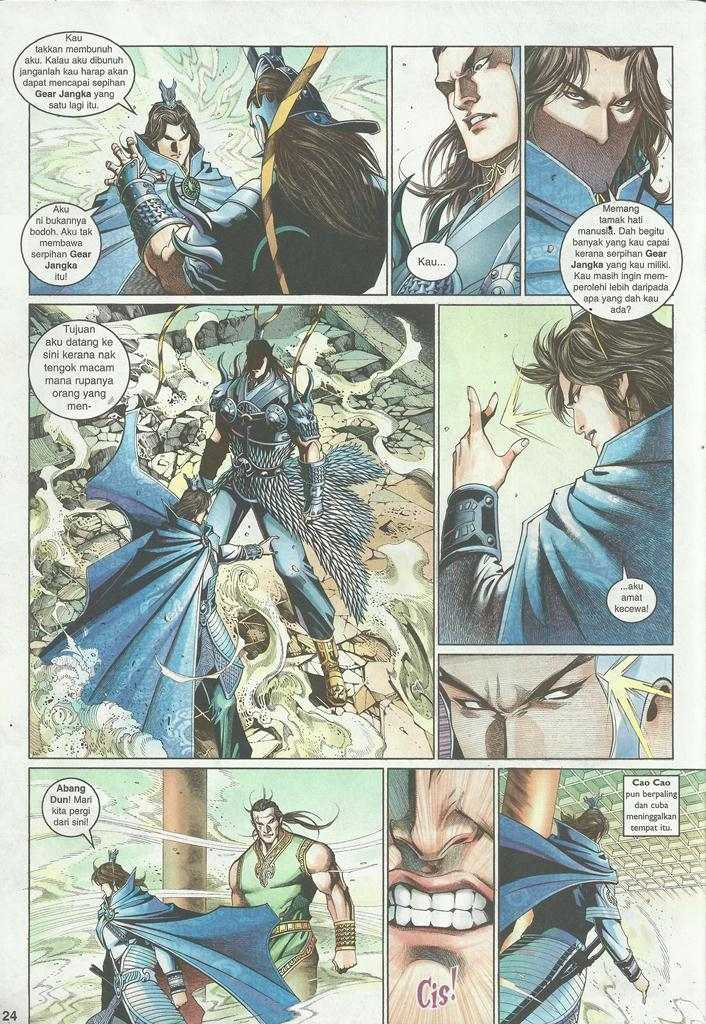 Kau
takkan membunuh
aku. Kalau aku dibunuh
janganlah kau harap akan
dapat mencapai sepihan
Gear Jangka yang
satu lagi itu.
Aku
ni bukannya
bodoh. Aku tak
membawa
serpihan Gear
Jangka
itu!
Kau...
Memang
tamak hati
manusia. Dah begitu
banyak yang kau capai
kerana serpihan Gear
Jangka yang kau miliki.
Kau masih ingin mem-
perolehi lebih daripada
apa yang dah kau
ada?
Tujuan
aku datang ke
sini kerana nak
tengok macam
mana rupanya
orang yang
men-
...aku
amat
kecewa!
Abang
Dun! Mari
kita pergi
dari sini!
Cis!
Cao Cao
pun berpaling
dan cuba
meninggalkan
tempat itu.
24